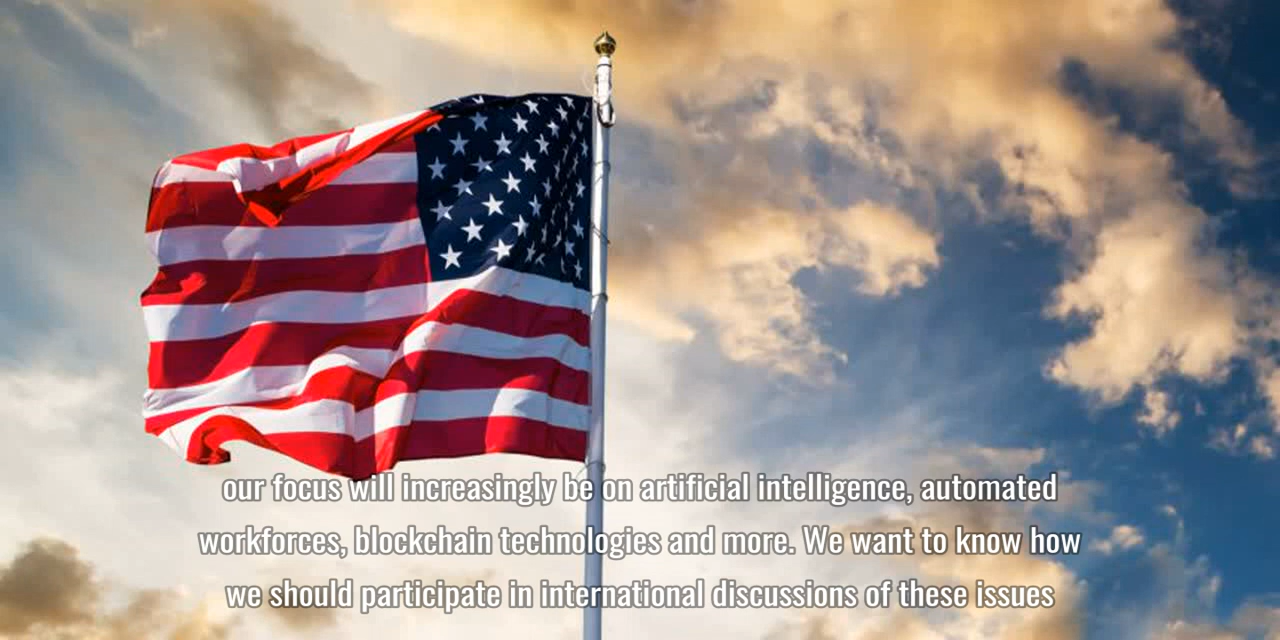 our focus will increasingly be on artificial intelligence, automated
workforces, blockchain technologies and more. We want to know how
we should participate in international discussions of these issues